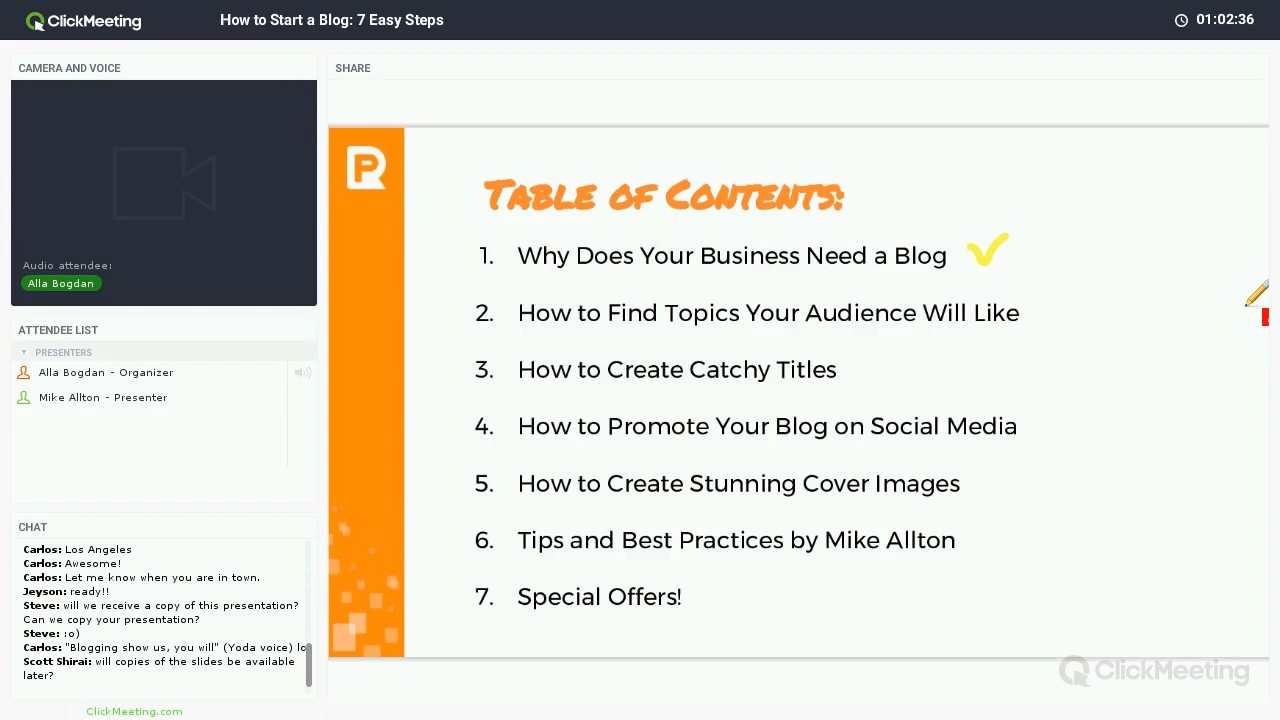 ClickMeeting
How to Start a Blog: 7 Easy Steps
01:02:36
CAMERA AND VOICE
Audio attendee:
Alla Bogdan
ATTENDEE LIST
PRESENTERS
Alla Bogdan - Organizer
Mike Allton - Presenter
CHAT
Carlos: Los Angeles
Carlos: Awesome!
Carlos: Let me know when you are in town.
Jeyson: ready!!
Steve: will we receive a copy of this presentation?
Can we copy your presentation?
Steve: :o)
Carlos: "Blogging show us, you will" (Yoda voice) lo
Scott Shirai: will copies of the slides be available
later?
ClickMeeting.com
SHARE
Table of Contents:
1. Why Does Your Business Need a Blog
2. How to Find Topics Your Audience Will Like
3. How to Create Catchy Titles
4. How to Promote Your Blog on Social Media
5. How to Create Stunning Cover Images
6. Tips and Best Practices by Mike Allton
7. Special Offers!
ClickMeeting